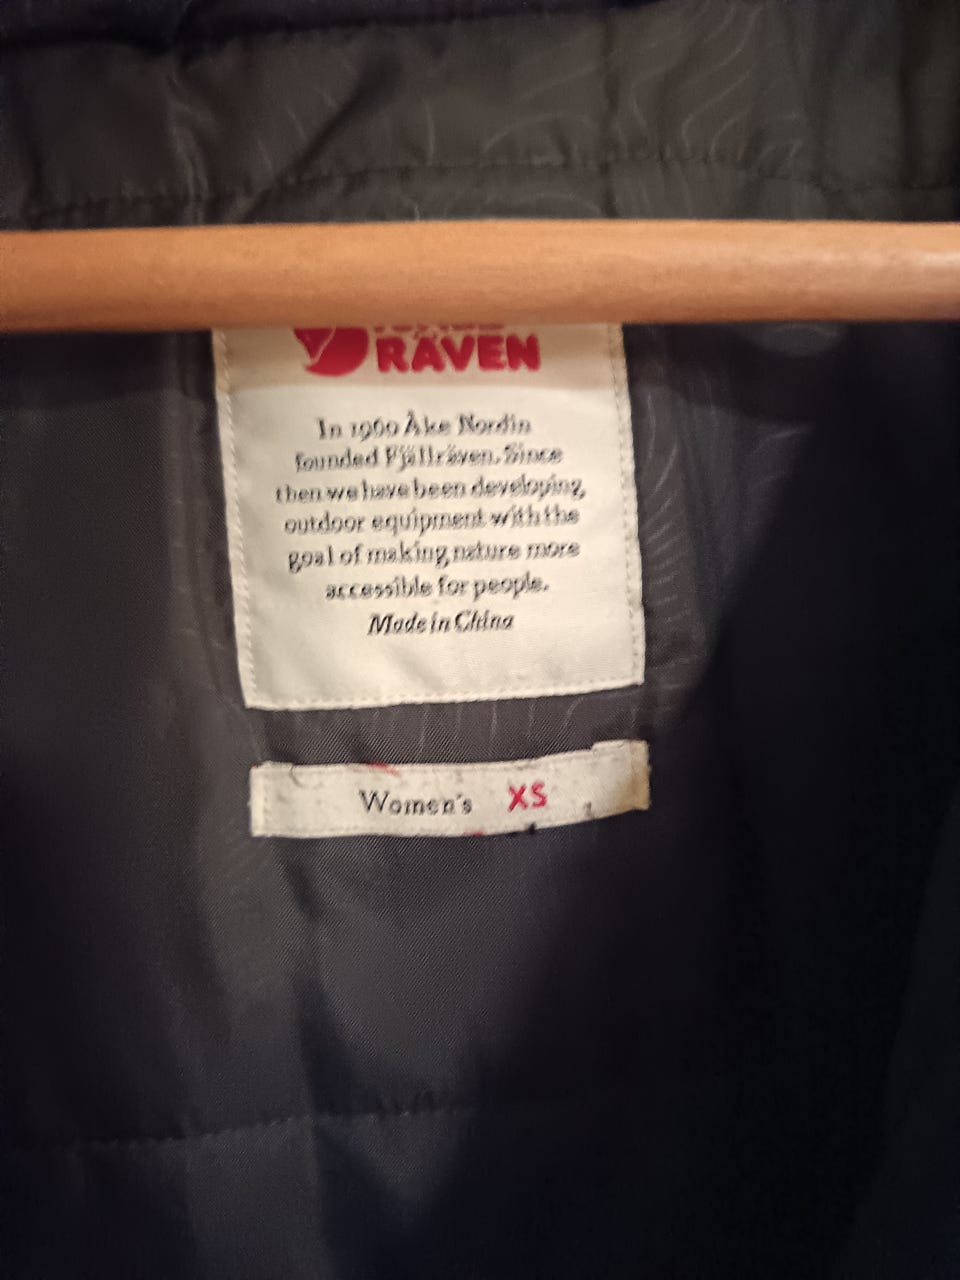 RÄVEN
In 1960 Åke Nordin
founded Fjällräven. Since
then we have been developing,
outdoor equipment with the
goal of making nature more
accessible for people.
Made in China
Women's XS